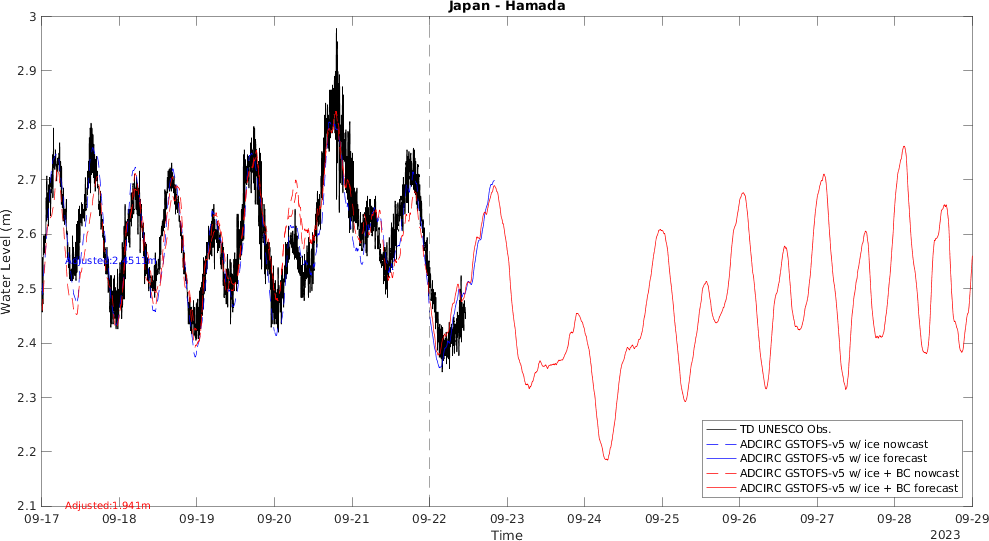 Japan - Hamada
3
2.9
2.8
2.7
2.6
2.5
2.4
2.3
2.2
2.1
Water Level (m)
Adjusted:1.941m
TD UNESCO Obs.
ADCIRC GSTOFS-v5 w/ ice nowcast
ADCIRC GSTOFS-v5 w/ ice forecast
ADCIRC GSTOFS-v5 w/ ice + BC nowcast
ADCIRC GSTOFS-v5 w/ ice + BC forecast
09-17 09-18 09-19 09-20 09-21 09-22 09-23 09-24 09-25 09-26 09-27 09-28 09-29
Time
2023